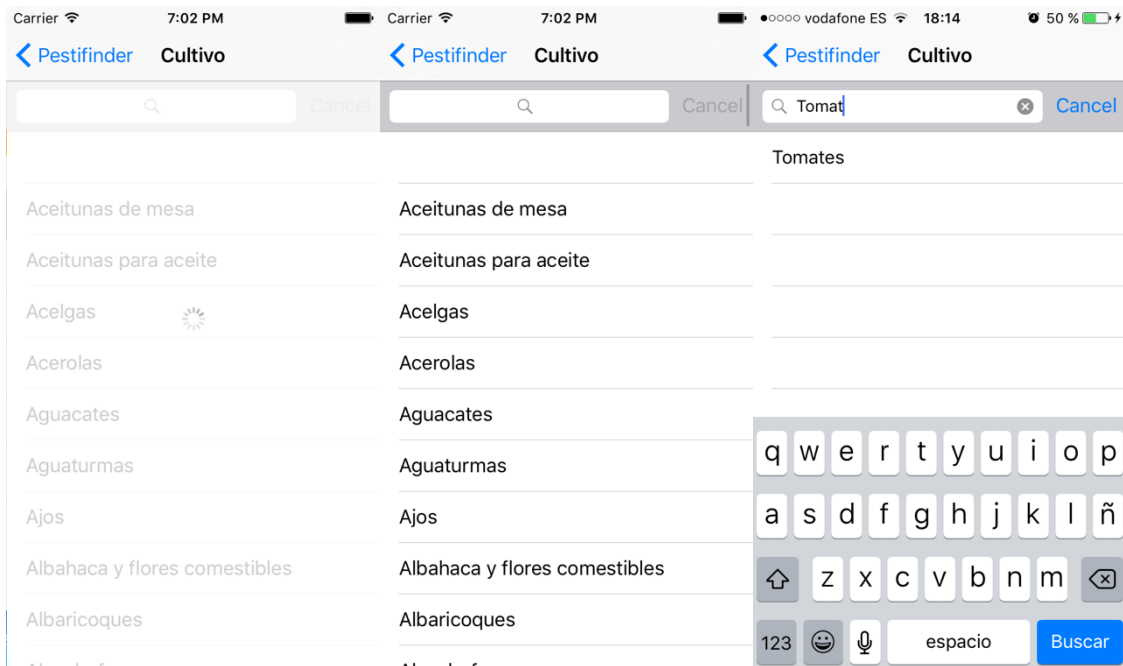 Carrier 7:02 PM
Pestifinder Cultivo
Cancel
Aceitunas de mesa
Aceitunas para aceite
Acelgas
Acerolas
Aguacates
Aguaturmas
Ajos
Albahaca y flores comestibles
Albaricoques
Carrier 7:02 PM
Pestifinder Cultivo
Cancel
Aceitunas de mesa
Aceitunas para aceite
Acelgas
Acerolas
Aguacates
Aguaturmas
Ajos
Albahaca y flores comestibles
Albaricoques
vodafone ES 18:14 50 %
Pestifinder Cultivo
Tomat Cancel
Tomates
q w e r t y u i o p
a s d f g h j k l ñ
z x c v b n m
123 espacio Buscar